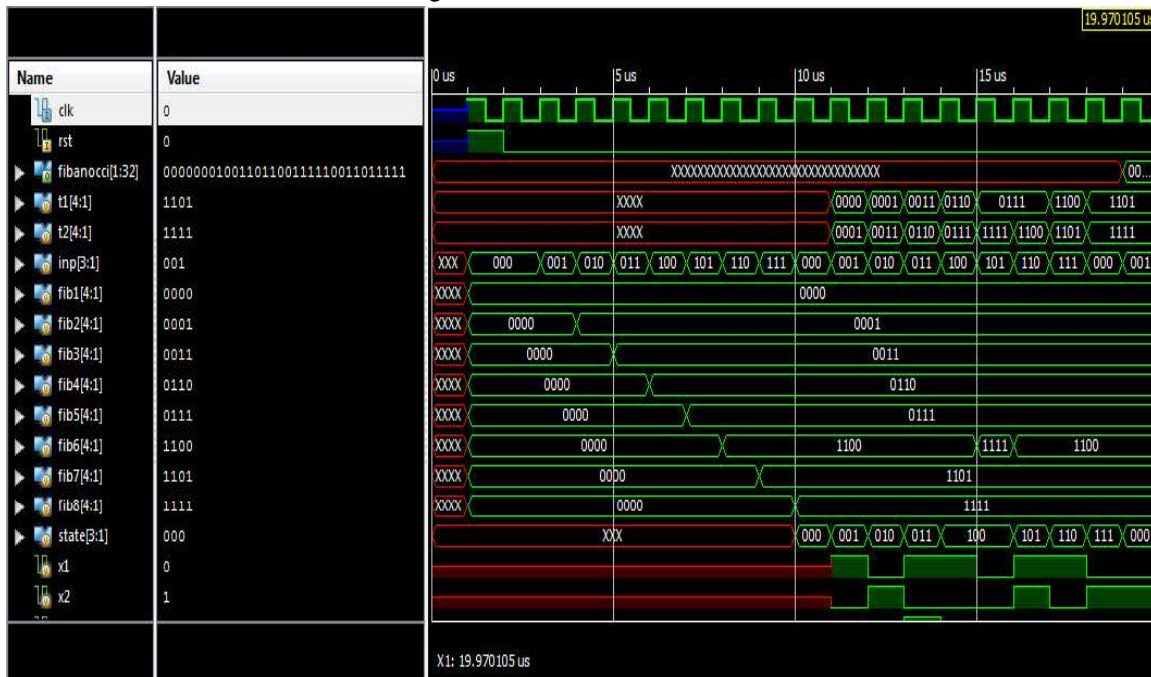 19.970105 us
Name Value 0 us 5 us 10 us 15 us
clk 0
rst 0
fibanocci[1:32] 00000001001101100111110011011111 XXXXXXXXXXXXXXXXXXXXXXXXXXXXXXXX 00...
t1[4:1] 1101 XXXX 0000 0001 0011 0110 0111 1100 1101
t2[4:1] 1111 XXXX 0001 0011 0110 0111 1111 1100 1101 1111
inp[3:1] 001 XXX 000 001 010 011 100 101 110 111 000 001 010 011 100 101 110 111 000 001
fib1[4:1] 0000 XXXX 0000
fib2[4:1] 0001 XXXX 0000 0001
fib3[4:1] 0011 XXXX 0000 0011
fib4[4:1] 0110 XXXX 0000 0110
fib5[4:1] 0111 XXXX 0000 0111
fib6[4:1] 1100 XXXX 0000 1100 1111 1100
fib7[4:1] 1101 XXXX 0000 1101
fib8[4:1] 1111 XXXX 0000 1111
state[3:1] 000 XXX 000 001 010 011 100 101 110 111 000
x1 0
x2 1
X1: 19.970105 us